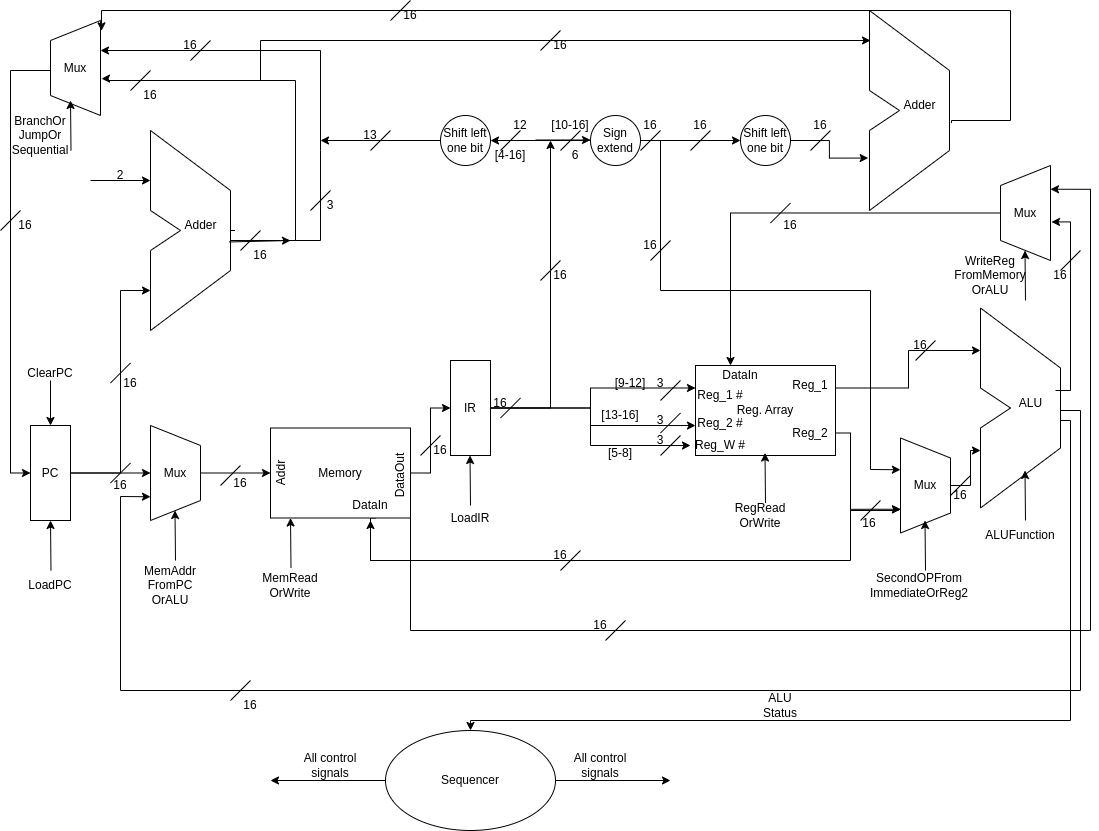 16
16
16
Mux
16
BranchOr
JumpOr
Sequential
Adder
13
Shift left
one bit
12
[4-16]
[10-16]
6
Sign
extend
16
16
Shift left
one bit
16
2
3
Adder
16
16
16
16
16
Mux
WriteReg
FromMemory
OrALU
16
16
ClearPC
PC
16
LoadPC
Mux
MemAddr
FromPC
OrALU
16
Addr
Memory
DataOut
DataIn
MemRead
OrWrite
16
IR
LoadIR
16
[9-12]
3
[13-16]
3
[5-8]
3
DataIn
Reg_1 #
Reg_1
Reg. Array
Reg_2 #
Reg_2
Reg_W #
RegRead
OrWrite
16
ALU
Mux
16
16
SecondOPFrom
ImmediateOrReg2
ALUFunction
16
16
16
ALU
Status
All control
signals
Sequencer
All control
signals